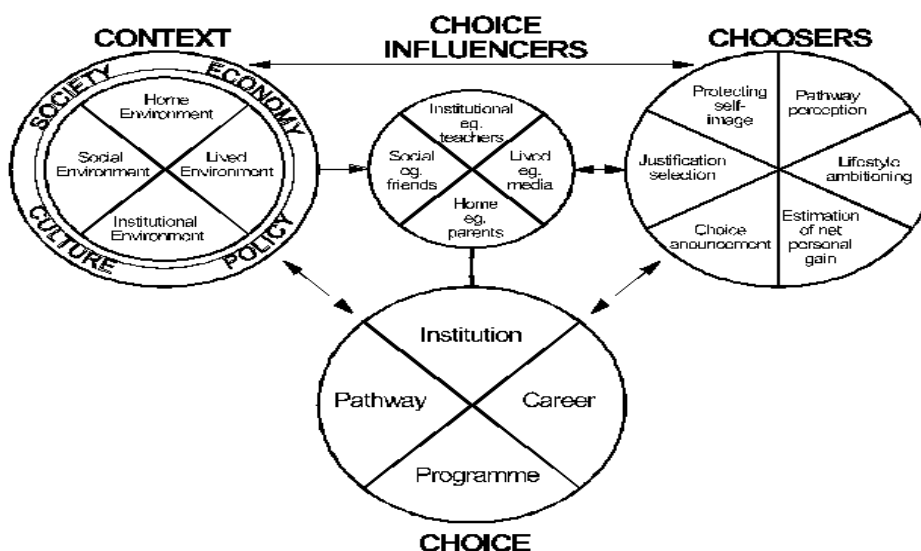 CONTEXT
SOCIETY
ECONOMY
CULTURE
POLICY
Home
Environment
Social
Environment
Lived
Environment
Institutional
Environment
CHOICE
INFLUENCERS
Institutional
eg.
teachers
Social
eg.
friends
Lived
eg.
media
Home
eg.
parents
CHOOSERS
Protecting
self-
image
Pathway
perception
Justification
selection
Lifestyle
ambitioning
Choice
anouncement
Estimation
of net
personal
gain
Institution
Pathway
Career
Programme
CHOICE